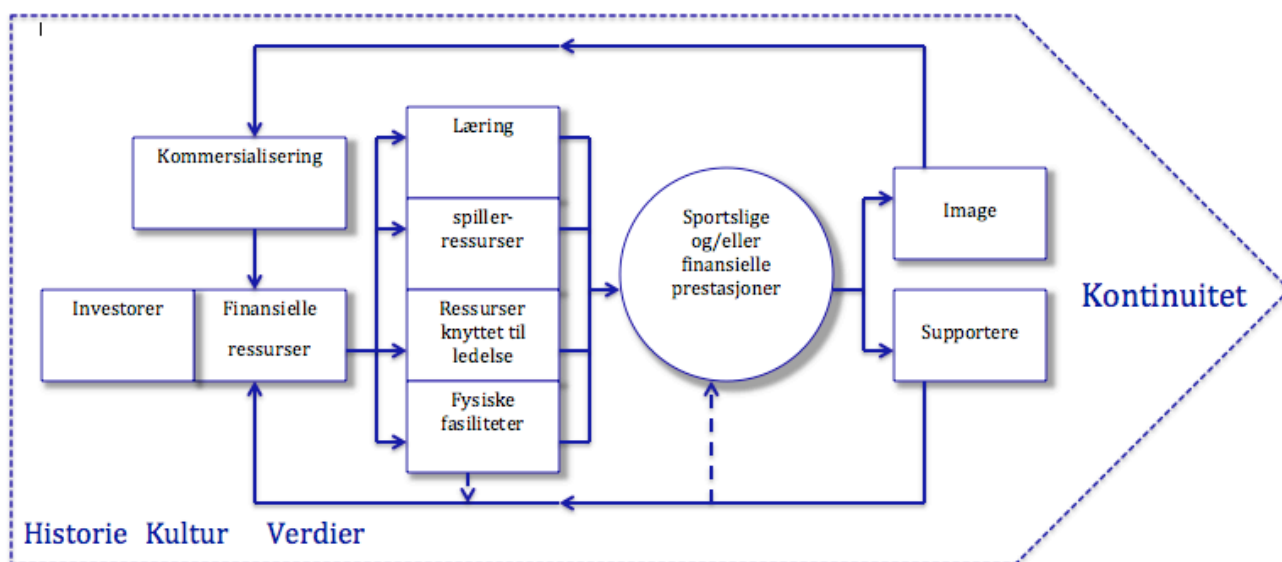 Læring
Kommersialisering
spiller-
ressurser
Sportslige
og/eller
finansielle
prestasjoner
Image
Investorer
Finansielle
ressurser
Ressurser
knyttet til
ledelse
Supportere
Kontinuitet
Fysiske
fasiliteter
Historie Kultur Verdier